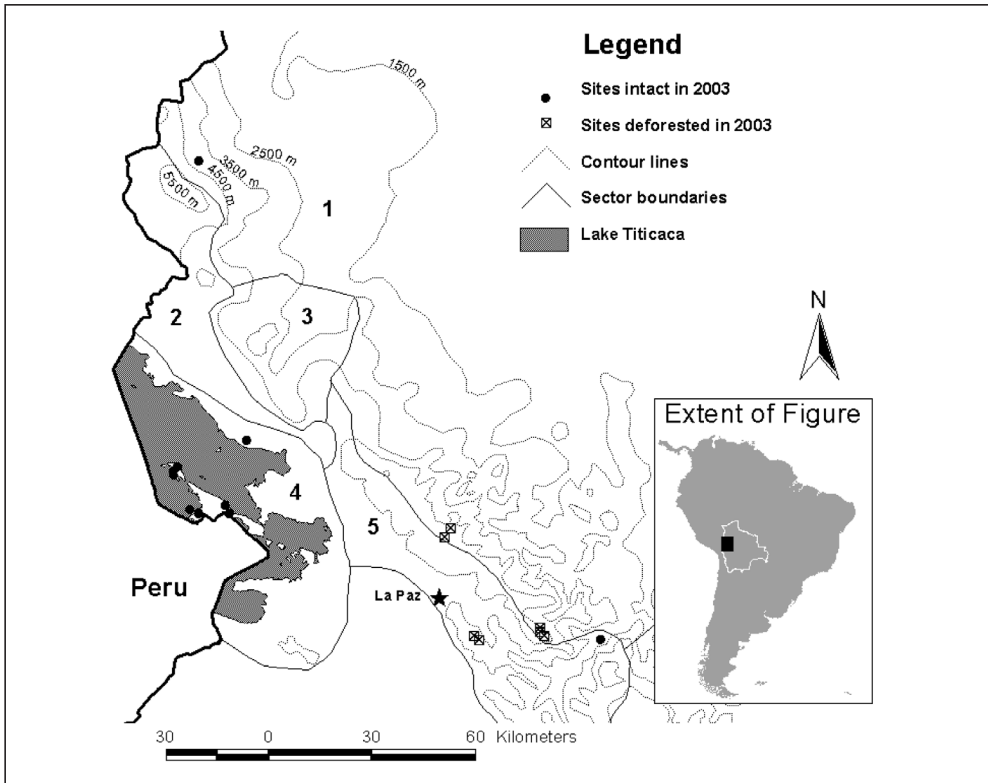 Legend
Sites intact in 2003
Sites deforested in 2003
Contour lines
Sector boundaries
Lake Titicaca
1500 m
2500 m
3500 m
4500 m
5500 m
1
2
3
4
5
N
Extent of Figure
Peru
La Paz
30 0 30 60 Kilometers